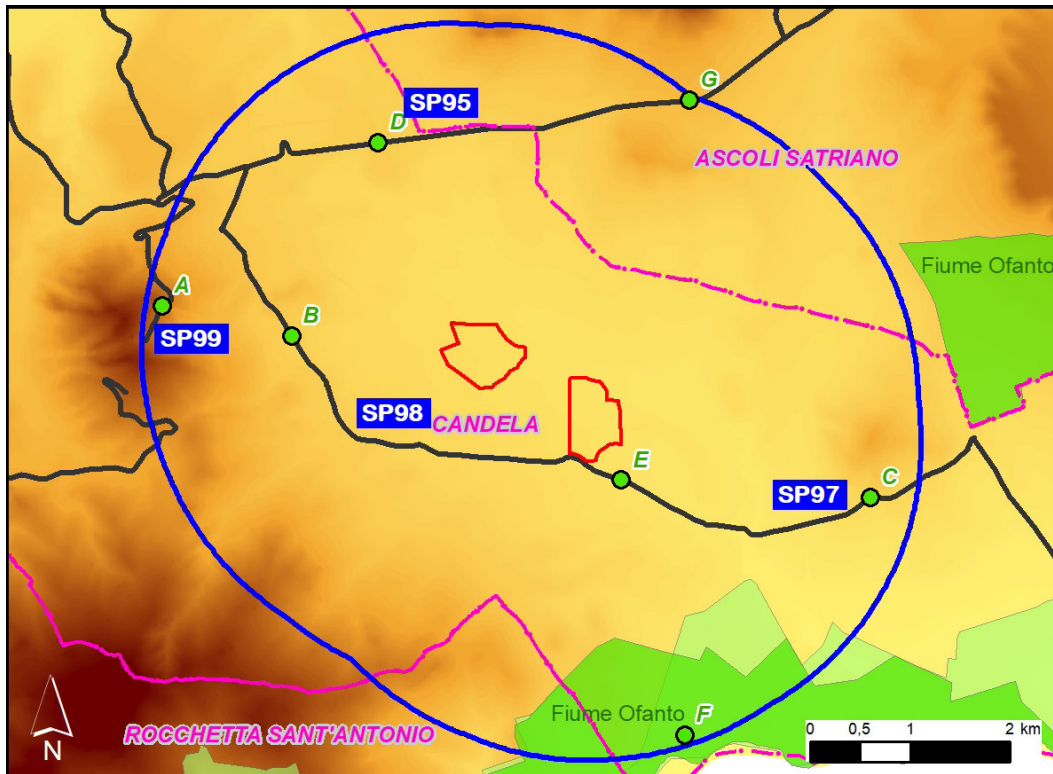 G
SP95
D
ASCOLI SATRIANO
Fiume Ofanto
A
B
SP99
SP98
CANDELA
E
C
SP97
Fiume Ofanto
F
ROCCHETTA SANT'ANTONIO
N
0 0,5 1 2 km